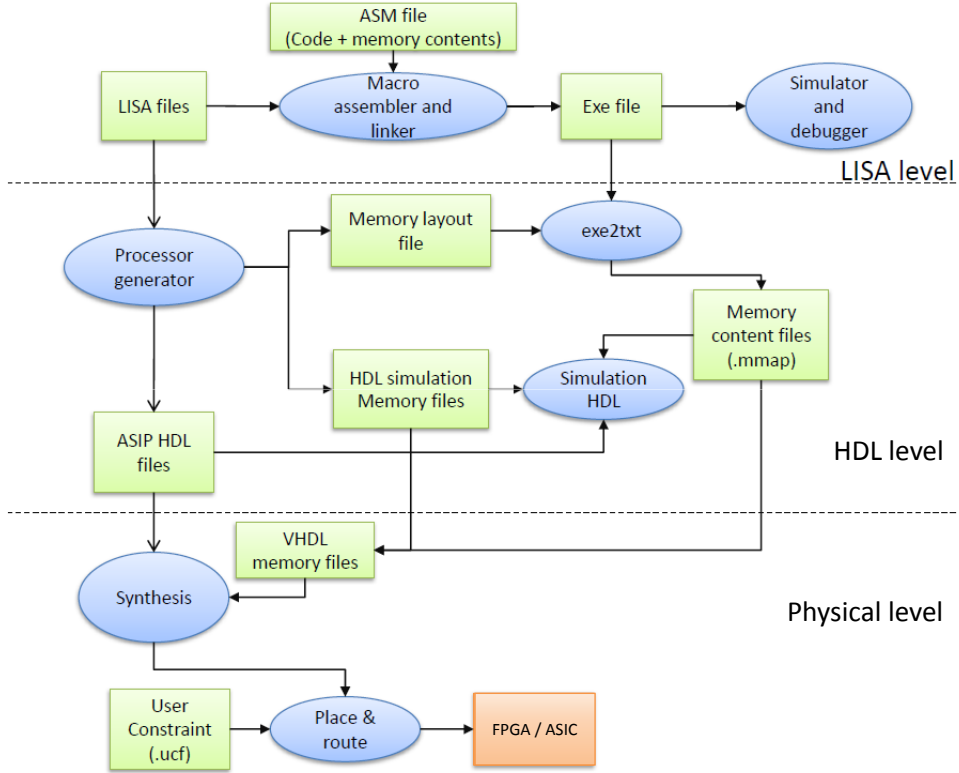 ASM file
(Code + memory contents)
LISA files
Macro
assembler and
linker
Exe file
Simulator
and
debugger
LISA level
Memory layout
file
exe2txt
Processor
generator
Memory
content files
(.mmap)
HDL simulation
Memory files
Simulation
HDL
ASIP HDL
files
HDL level
VHDL
memory files
Synthesis
Physical level
User
Constraint
(.ucf)
Place &
route
FPGA / ASIC